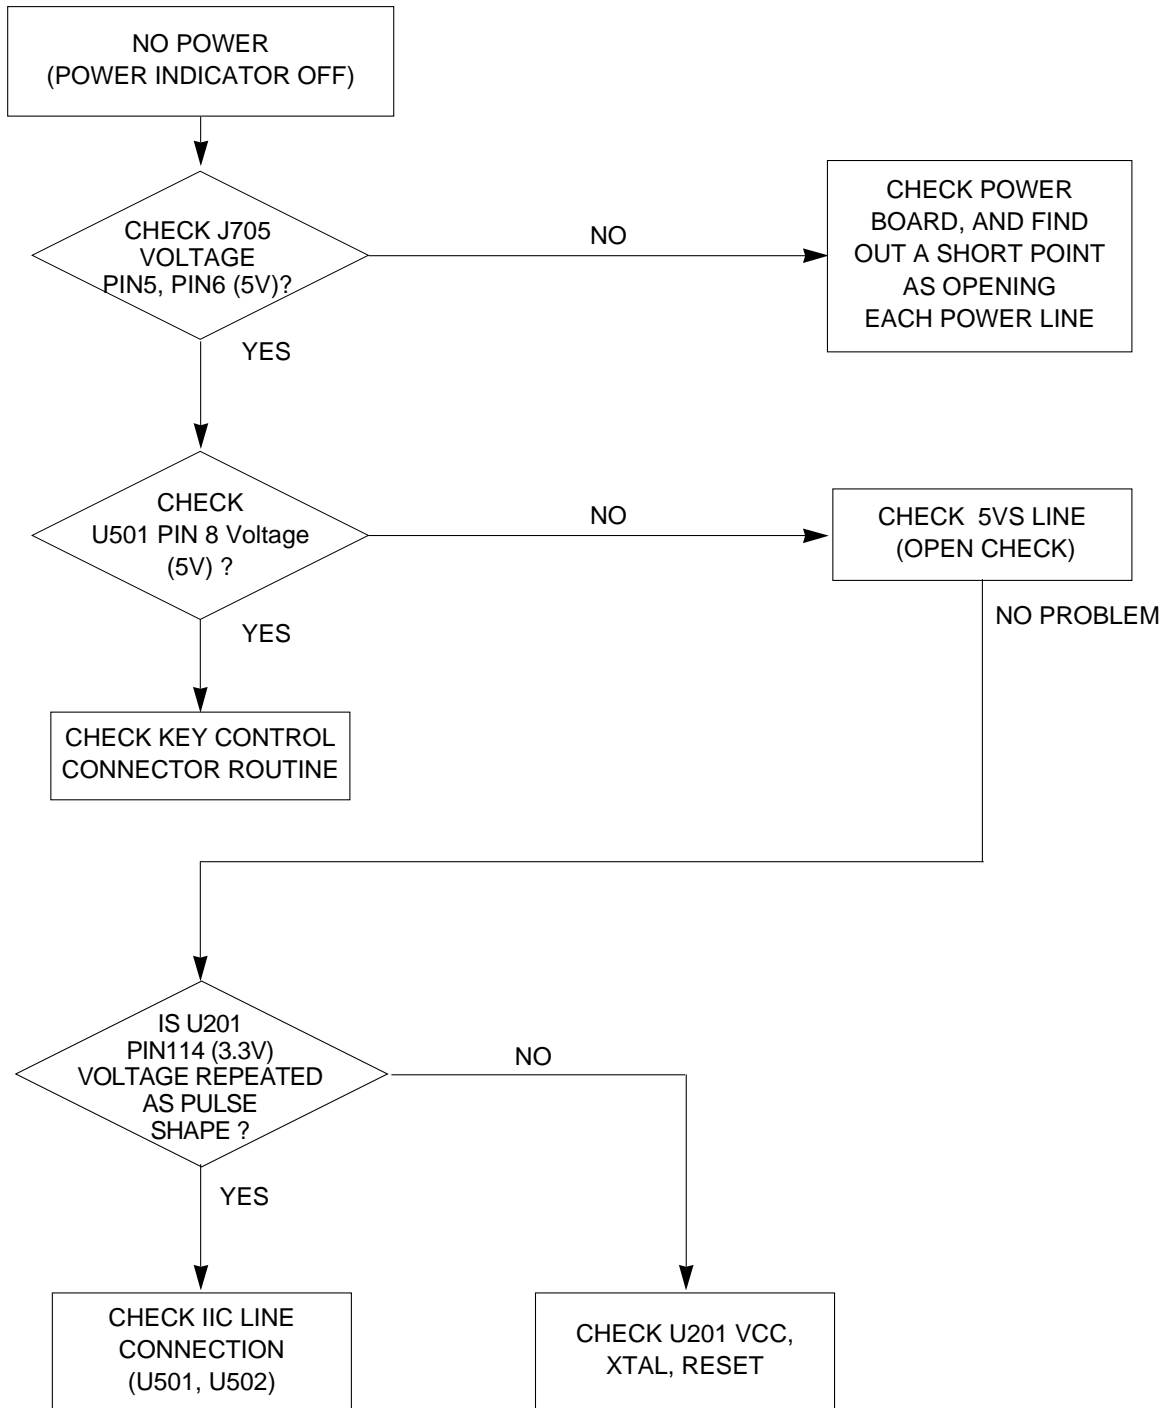 NO POWER
(POWER INDICATOR OFF)
CHECK J705
VOLTAGE
PIN5, PIN6 (5V)?
NO
CHECK POWER
BOARD, AND FIND
OUT A SHORT POINT
AS OPENING
EACH POWER LINE
YES
CHECK
U501 PIN 8 Voltage
(5V) ?
NO
CHECK 5VS LINE
(OPEN CHECK)
NO PROBLEM
YES
CHECK KEY CONTROL
CONNECTOR ROUTINE
IS U201
PIN114 (3.3V)
VOLTAGE REPEATED
AS PULSE
SHAPE ?
NO
YES
CHECK IIC LINE
CONNECTION
(U501, U502)
CHECK U201 VCC,
XTAL, RESET